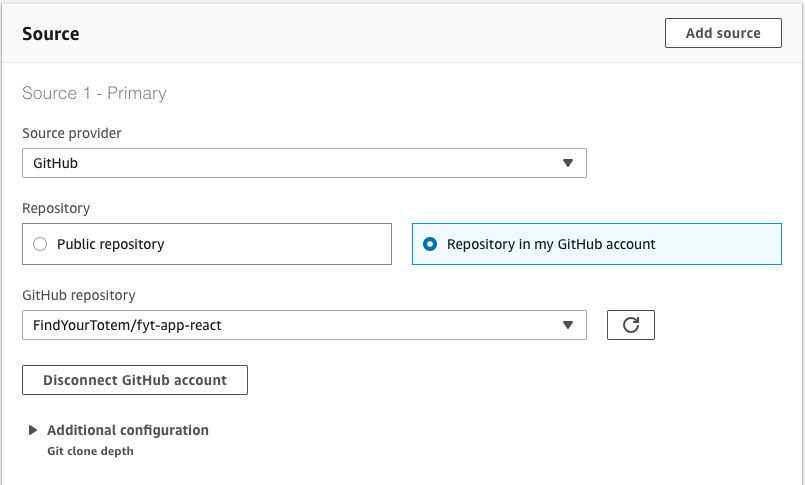 Source
Add source
Source 1 - Primary
Source provider
GitHub
Repository
Public repository
Repository in my GitHub account
GitHub repository
FindYourTotem/fyt-app-react
Disconnect GitHub account
Additional configuration
Git clone depth